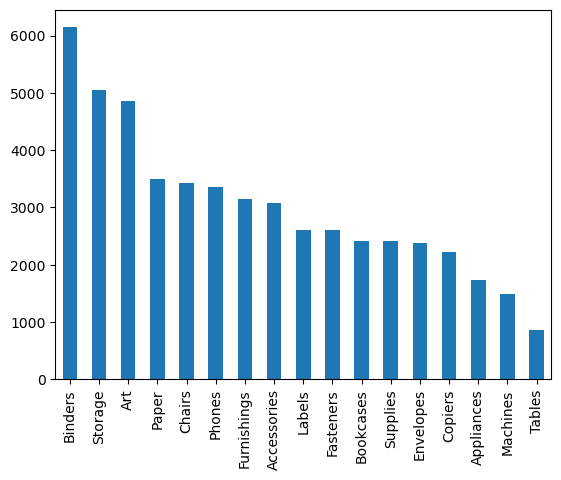 6000
5000
4000
3000
2000
1000
0
Binders
Storage
Art
Paper
Chairs
Phones
Furnishings
Accessories
Labels
Fasteners
Bookcases
Supplies
Envelopes
Copiers
Appliances
Machines
Tables